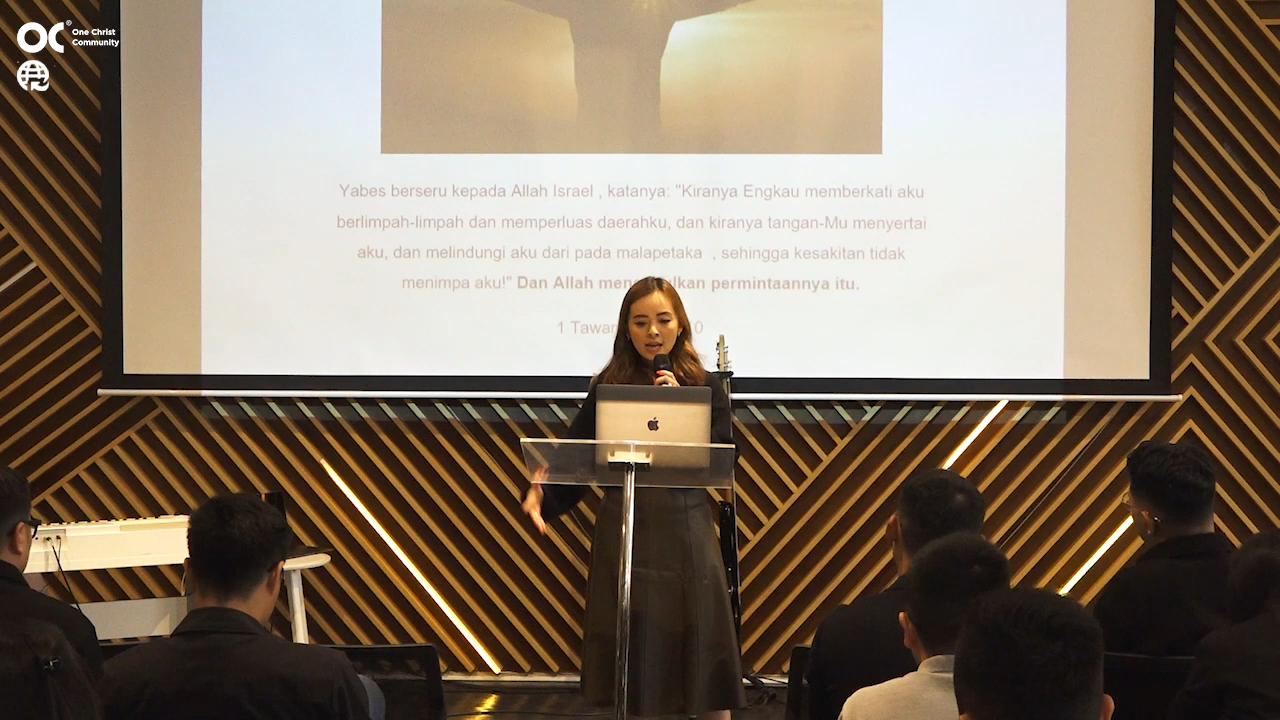 OC® One Christ
Community
Yabes berseru kepada Allah Israel , katanya: "Kiranya Engkau memberkati aku
berlimpah-limpah dan memperluas daerahku, dan kiranya tangan-Mu menyertai
aku, dan melindungi aku dari pada malapetaka , sehingga kesakitan tidak
menimpa aku!" Dan Allah permintaannya itu.
1